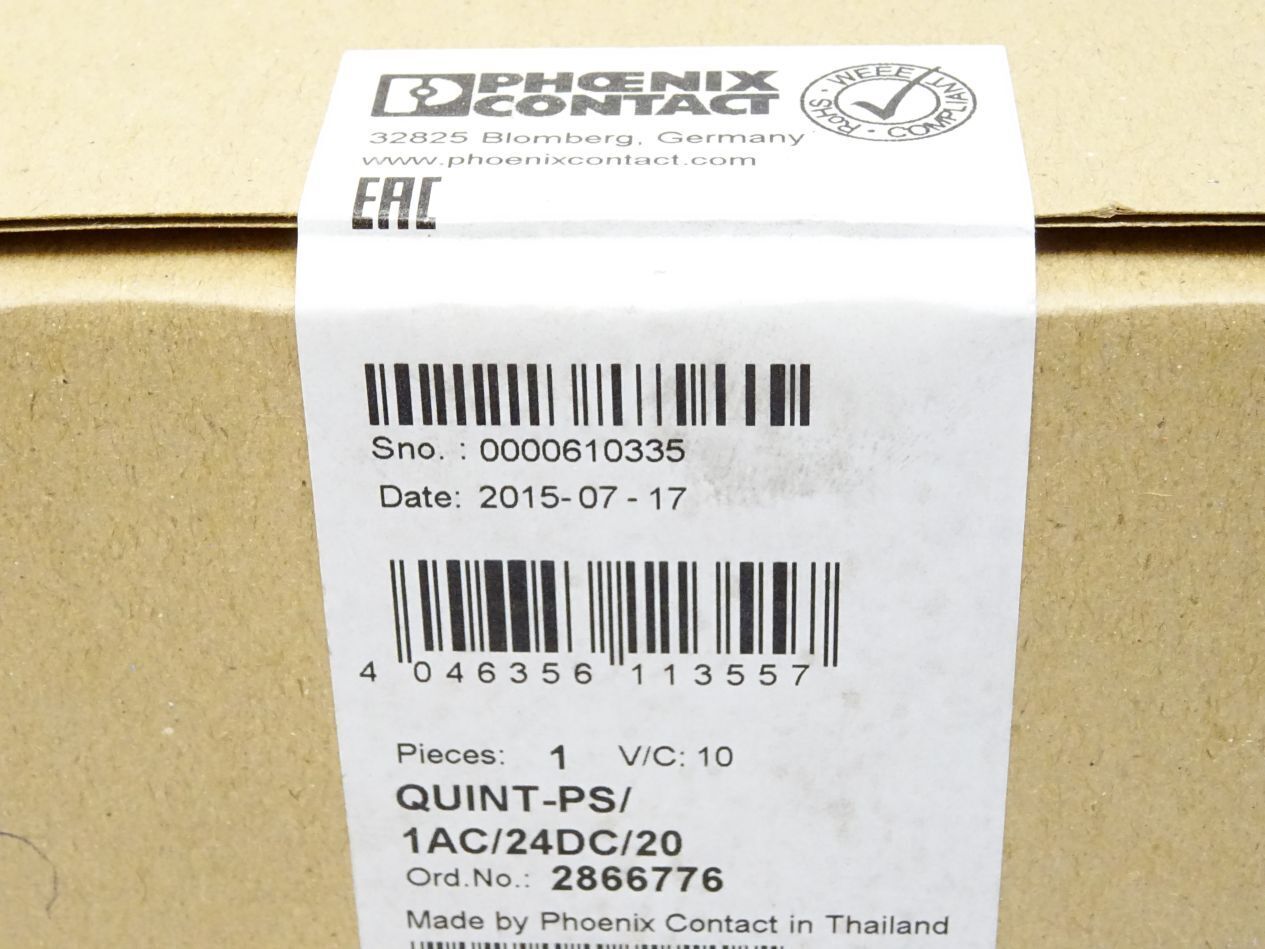 PHŒNIX
CONTACT
WEEE
RoHS · COMPLIANT
32825 Blomberg, Germany
www.phoenixcontact.com
EAC
Sno. : 0000610335
Date: 2015-07-17
4 046356 113557
Pieces: 1 V/C: 10
QUINT-PS/
1AC/24DC/20
Ord.No.: 2866776
Made by Phoenix Contact in Thailand